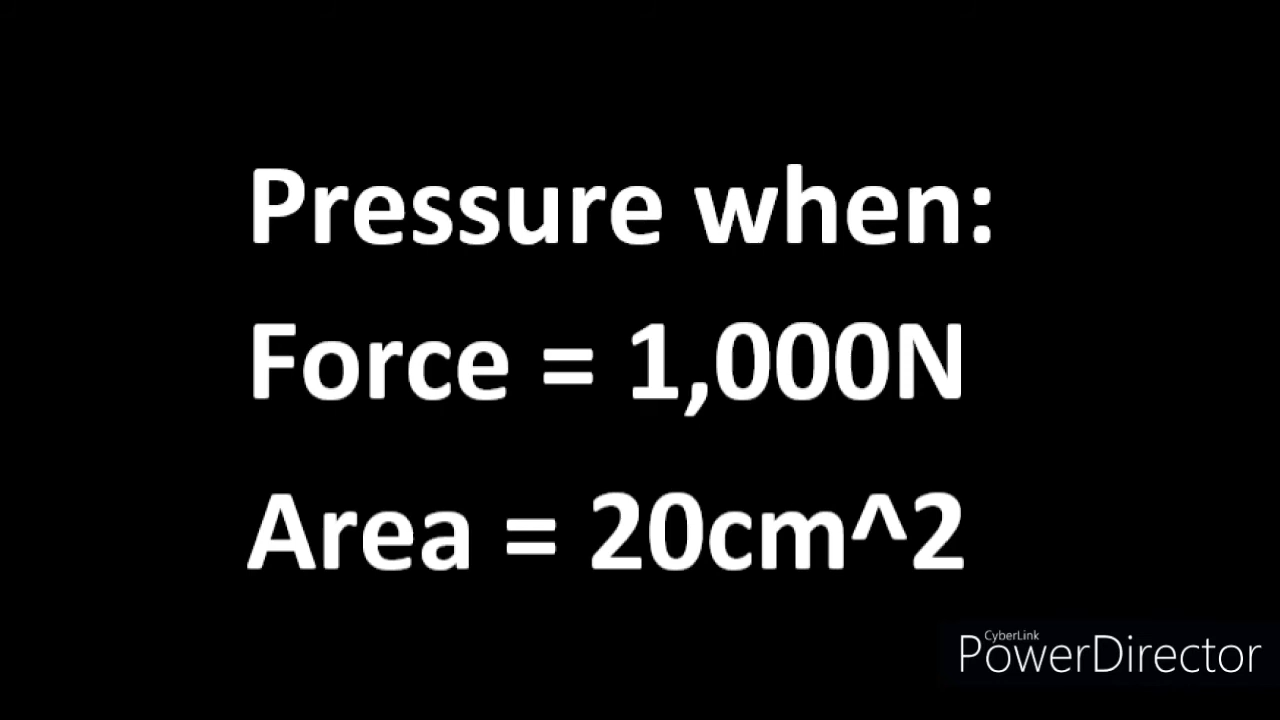 Pressure when:
Force = 1,000N
Area = 20cm^2
CyberLink
PowerDirector